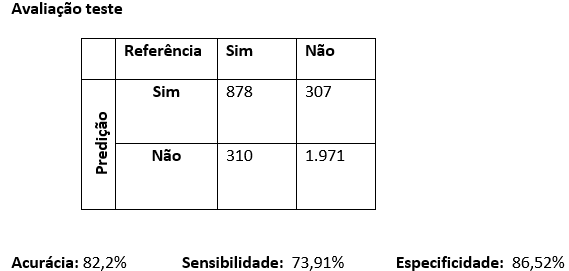 Avaliação teste
Referência Sim Não
Predição
Sim 878 307
Não 310 1.971
Acurácia: 82,2% Sensibilidade: 73,91% Especificidade: 86,52%